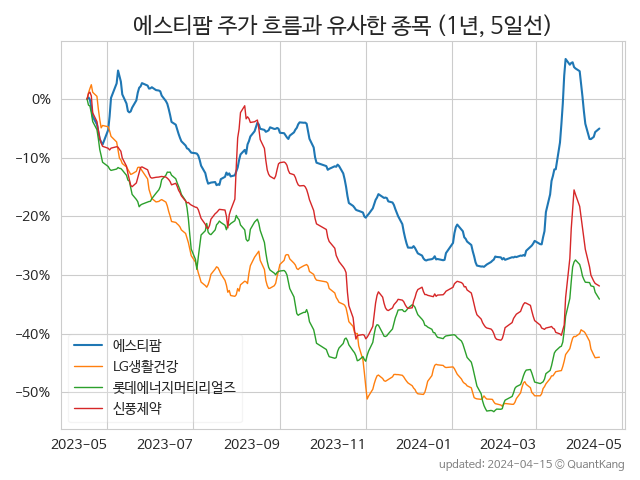 에스티팜 주가 흐름과 유사한 종목 (1년, 5일선)
0%
−10%
−20%
−30%
−40%
−50%
에스티팜
LG생활건강
롯데에너지머티리얼즈
신풍제약
2023-05 2023-07 2023-09 2023-11 2024-01 2024-03 2024-05
updated: 2024-04-15 © QuantKang